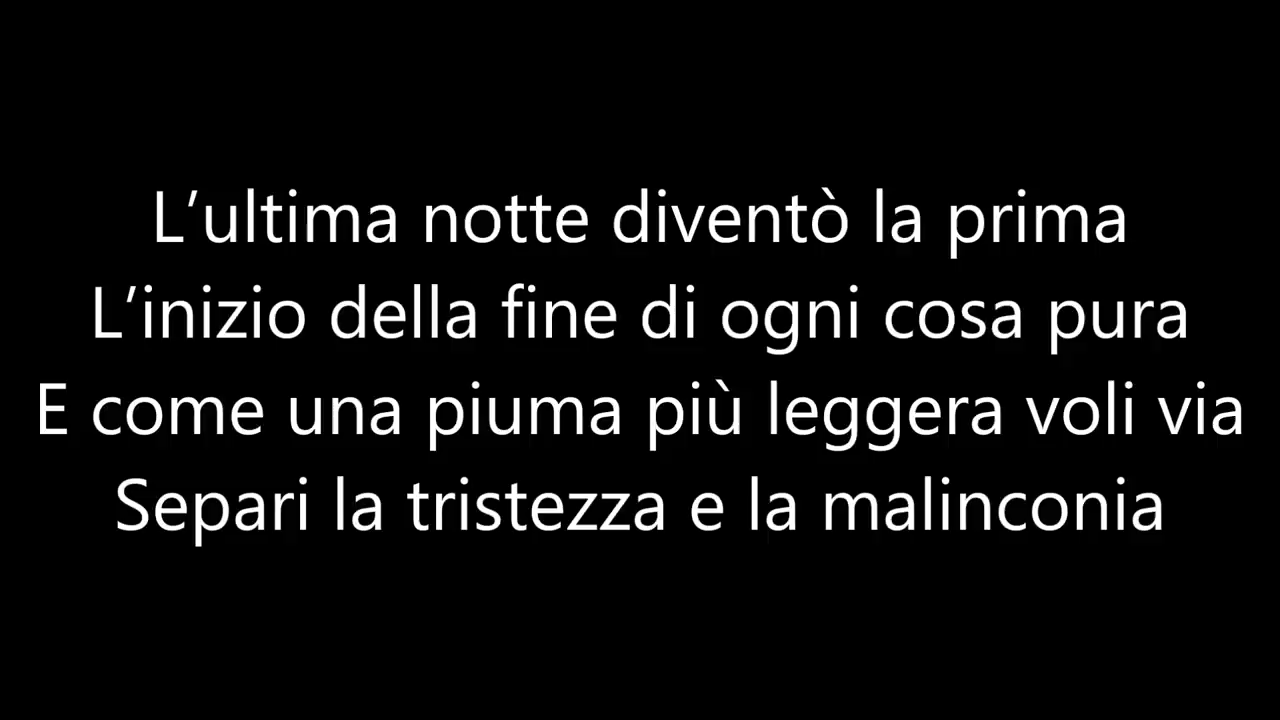 L’ultima notte diventò la prima
L’inizio della fine di ogni cosa pura
E come una piuma più leggera voli via
Separi la tristezza e la malinconia